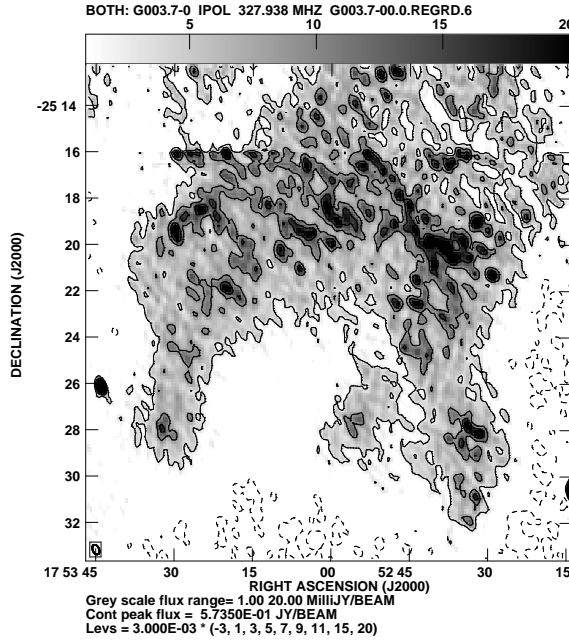 BOTH: G003.7-0 IPOL 327.938 MHZ G003.7-00.0.REGRD.6
5 10 15 20
-25 14
16
18
20
22
24
26
28
30
32
DECLINATION (J2000)
17 53 45 30 15 00 52 45 30 15
RIGHT ASCENSION (J2000)
Grey scale flux range= 1.00 20.00 MilliJY/BEAM
Cont peak flux = 5.7350E-01 JY/BEAM
Levs = 3.000E-03 * (-3, 1, 3, 5, 7, 9, 11, 15, 20)